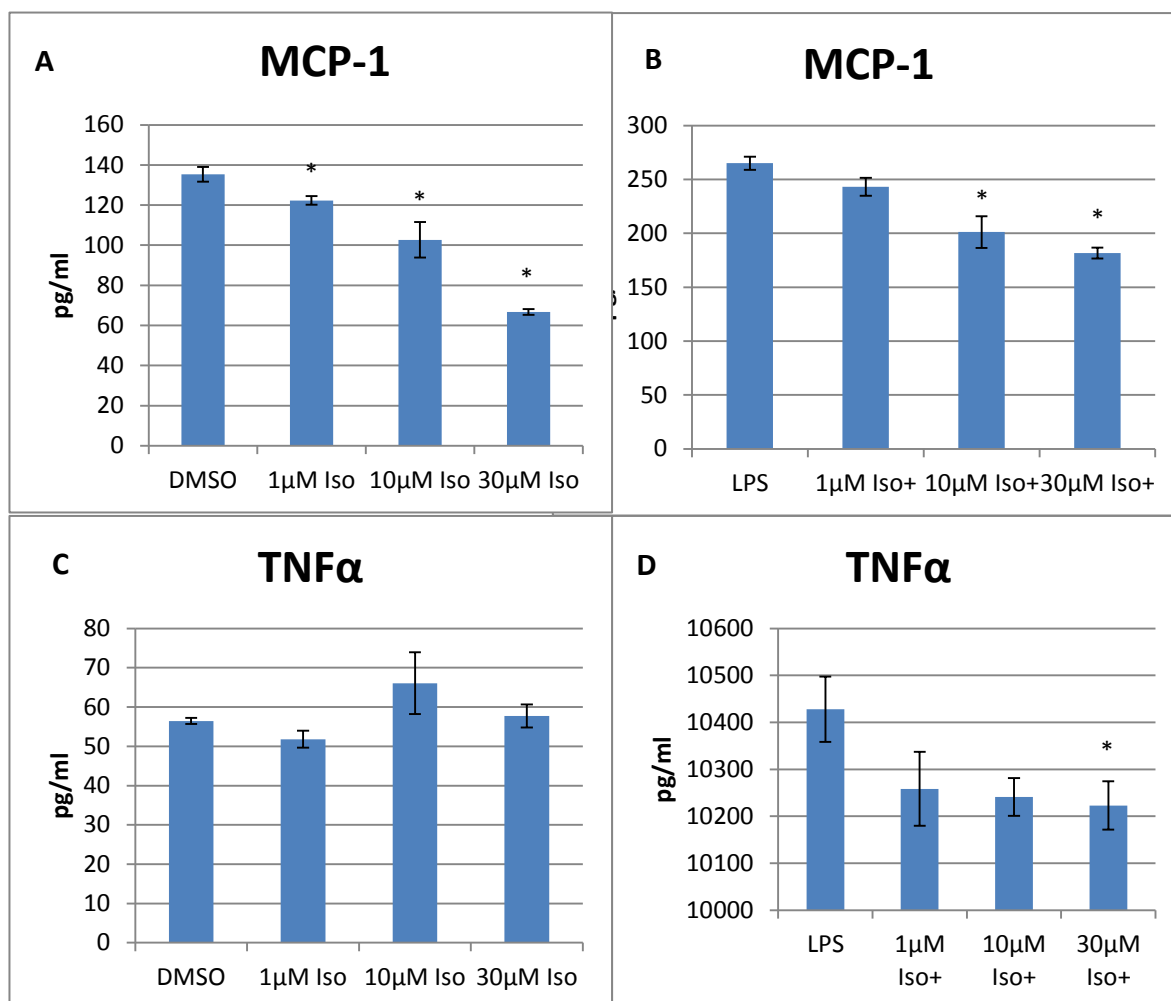 A
MCP-1
160
140
120
100
80
60
40
20
0
pg/ml
*
*
*
DMSO 1µM Iso 10µM Iso 30µM Iso
B
MCP-1
300
250
200
150
100
50
0
*
*
LPS 1µM Iso+ 10µM Iso+ 30µM Iso+
C
TNFα
80
70
60
50
40
30
20
10
0
pg/ml
DMSO 1µM Iso 10µM Iso 30µM Iso
D
TNFα
10600
10500
10400
10300
10200
10100
10000
pg/ml
*
LPS 1µM 10µM 30µM
Iso+ Iso+ Iso+